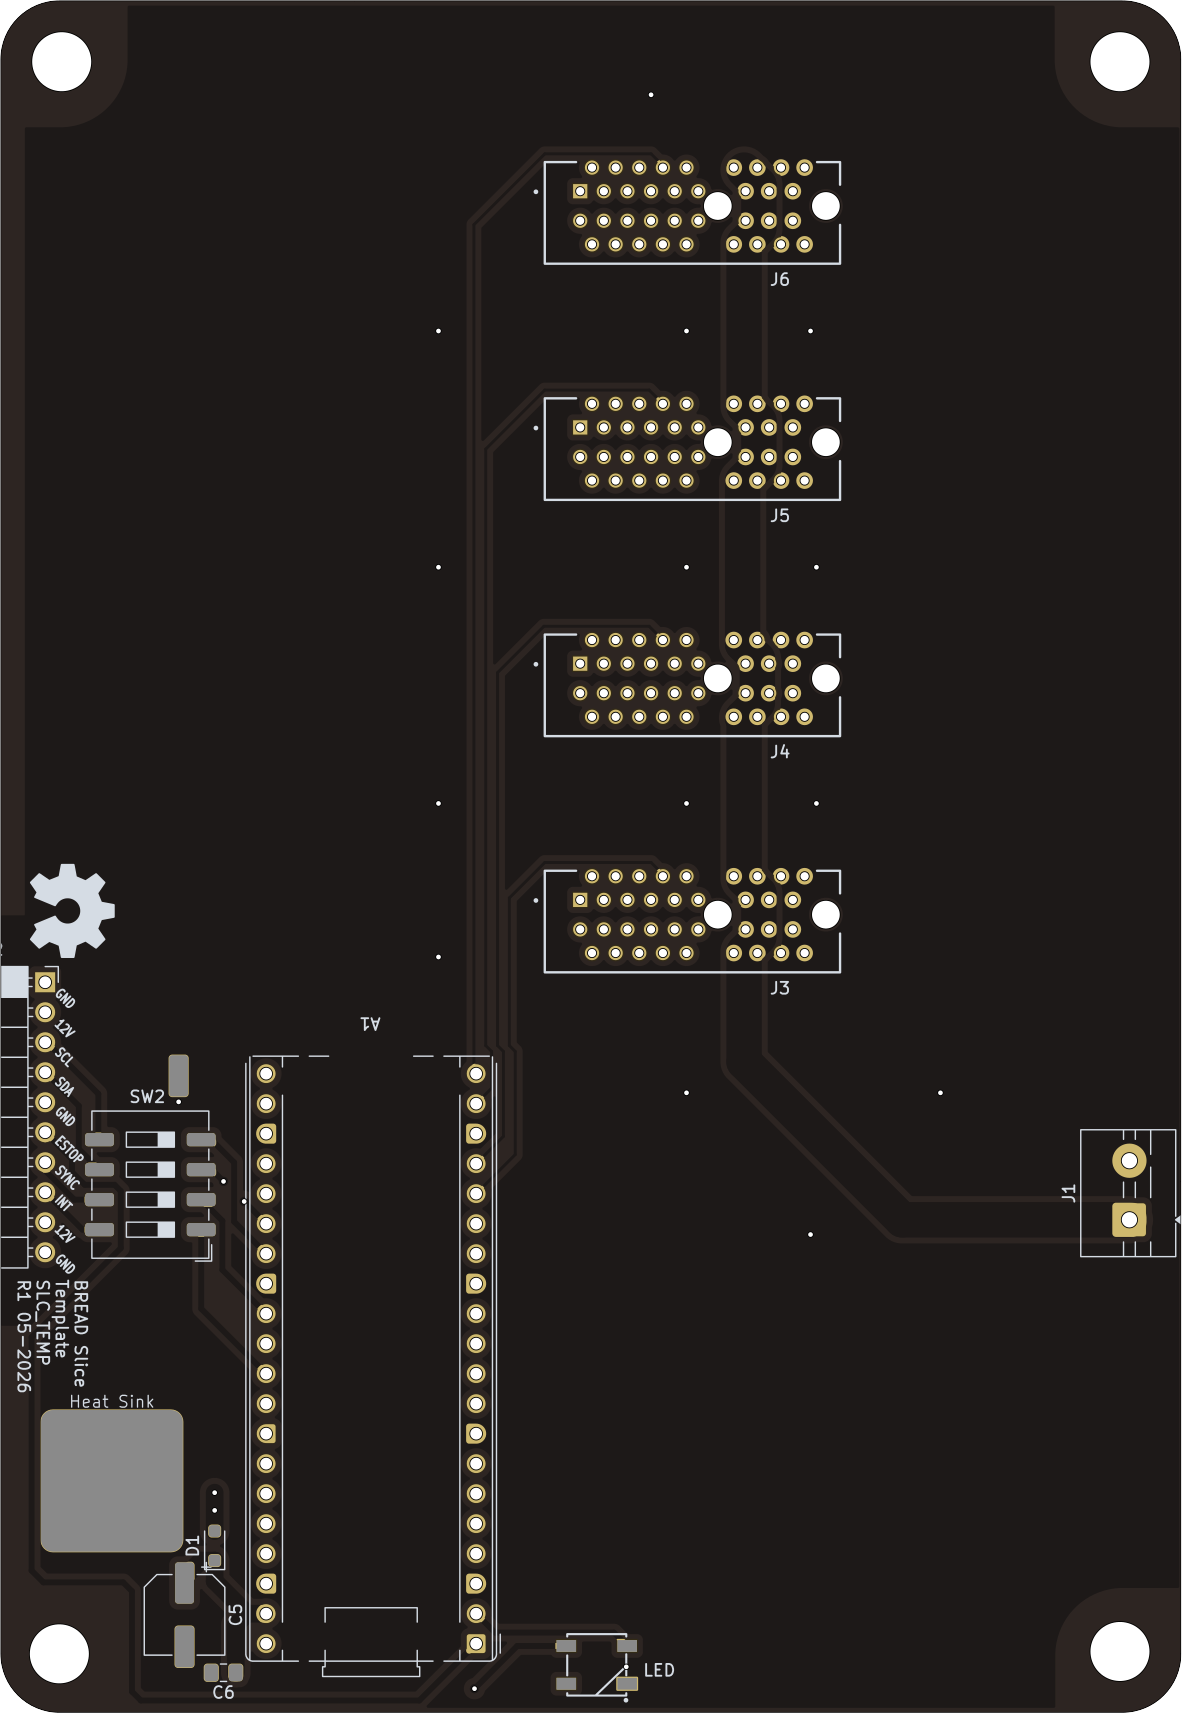 J6
J5
J4
J3
A1
GND
12V
SCL
SDA
GND
ESTOP
SYNC
INT
12V
GND
SW2
J1
BREAD Slice
Template
SLC_TEMP
R1 05-2026
Heat Sink
D1
+
C5
C6
LED